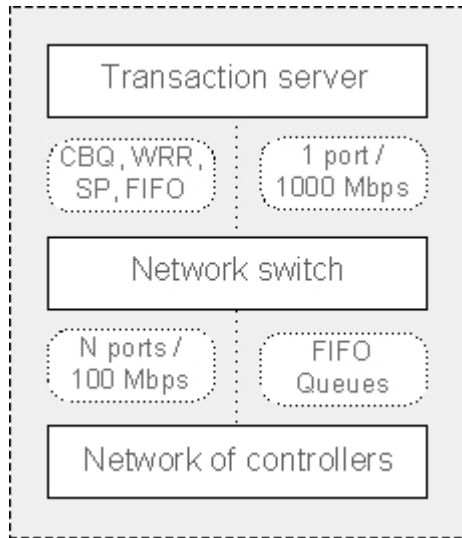 Transaction server
CBQ, WRR,
SP, FIFO
1 port /
1000 Mbps
Network switch
N ports /
100 Mbps
FIFO
Queues
Network of controllers